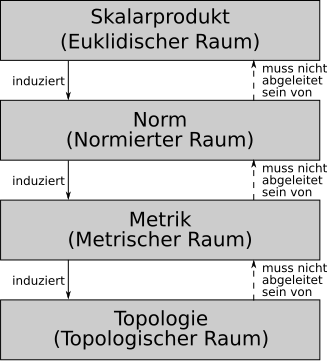 Skalarprodukt
(Euklidischer Raum)
induziert
muss nicht
abgeleitet
sein von
Norm
(Normierter Raum)
induziert
muss nicht
abgeleitet
sein von
Metrik
(Metrischer Raum)
induziert
muss nicht
abgeleitet
sein von
Topologie
(Topologischer Raum)